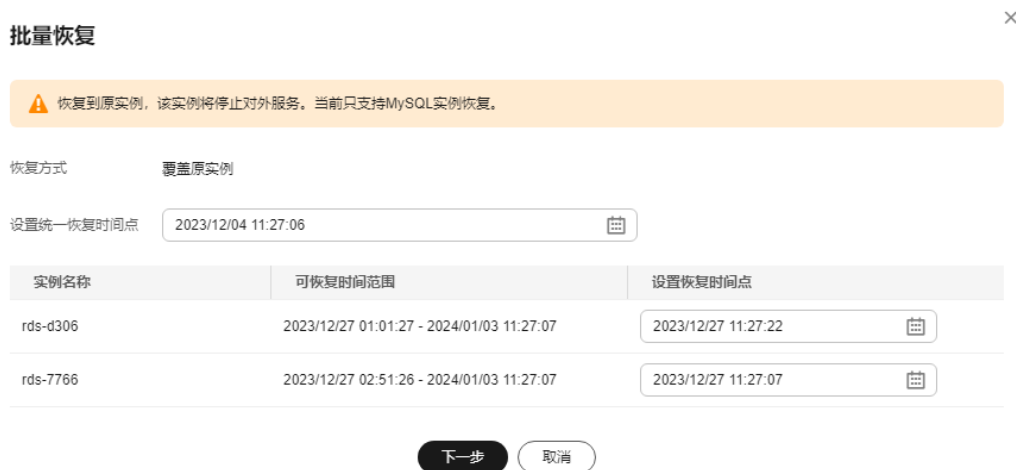 批量恢复
恢复到原实例，该实例将停止对外服务。当前只支持MySQL实例恢复。
恢复方式 覆盖原实例
设置统一恢复时间点 2023/12/04 11:27:06
实例名称 可恢复时间范围 设置恢复时间点
rds-d306 2023/12/27 01:01:27 - 2024/01/03 11:27:07 2023/12/27 11:27:22
rds-7766 2023/12/27 02:51:26 - 2024/01/03 11:27:07 2023/12/27 11:27:07
下一步 取消